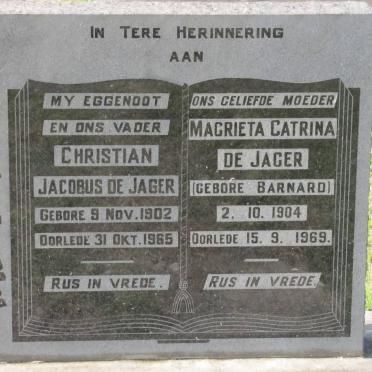 IN TERE HERINNERING
AAN
MY EGGENOOT
EN ONS VADER
CHRISTIAN
JACOBUS DE JAGER
GEBORE 9 NOV. 1902
OORLEDE 31 OKT. 1965
RUS IN VREDE.
ONS GELIEFDE MOEDER
MAGRIETA CATRINA
DE JAGER
(GEBORE BARNARD)
2. 10. 1904
OORLEDE 15. 9. 1969.
RUS IN VREDE.